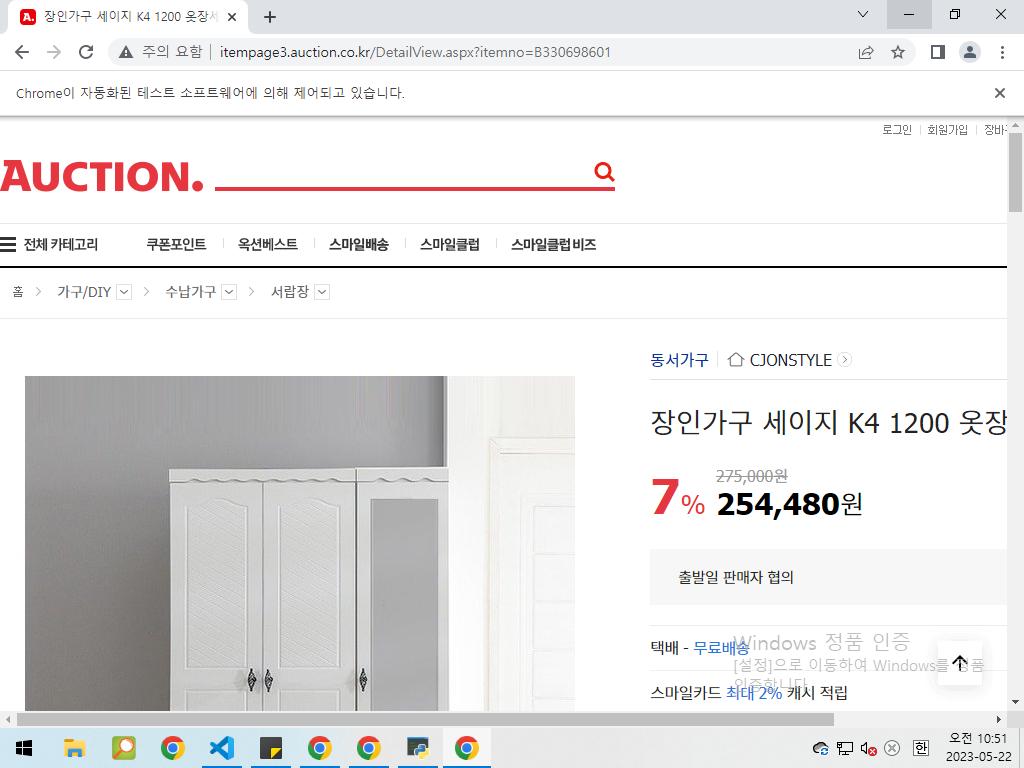 장인가구 세이지 K4 1200 옷장세
주의 요함
itempage3.auction.co.kr/DetailView.aspx?itemno=B330698601
Chrome이 자동화된 테스트 소프트웨어에 의해 제어되고 있습니다.
로그인 회원가입 장바구
AUCTION.
전체 카테고리 쿠폰포인트 옥션베스트 스마일배송 스마일클럽 스마일클럽 비즈
홈 가구/DIY 수납가구 서랍장
동서가구 CJONSTYLE
장인가구 세이지 K4 1200 옷장
7% 275,000원
254,480원
출발일 판매자 협의
택배 - 무료배송
Windows 정품 인증
[설정]으로 이동하여 Windows를 정품
인증합니다.
스마일카드 최대 2% 캐시 적립
한
오전 10:51
2023-05-22